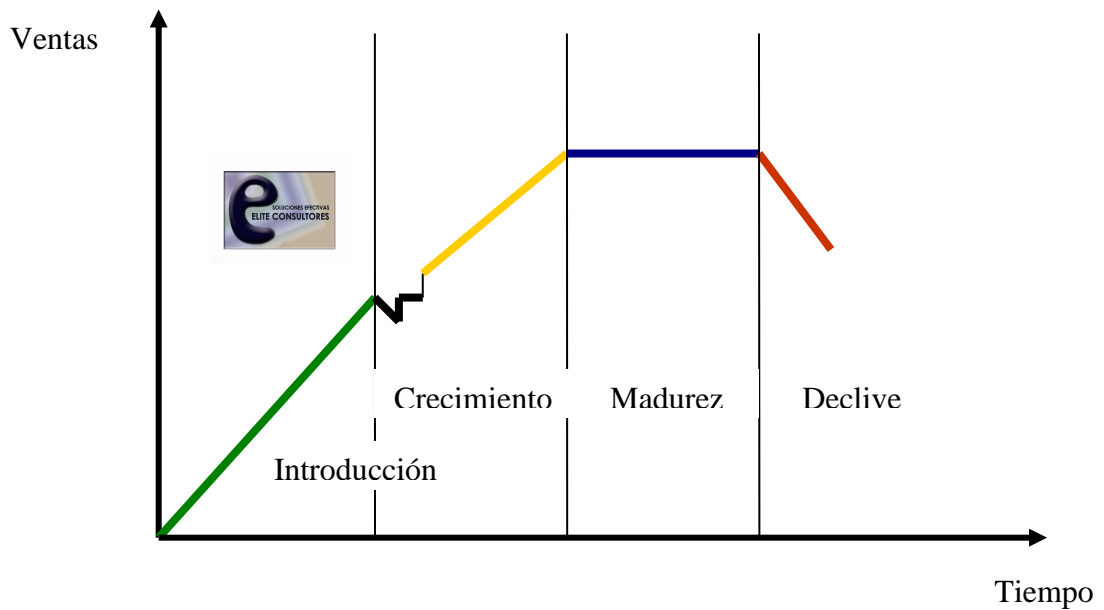 Ventas
e
SOLUCIONES EFECTIVAS
ELITE CONSULTORES
Crecimiento
Madurez
Declive
Introducción
Tiempo